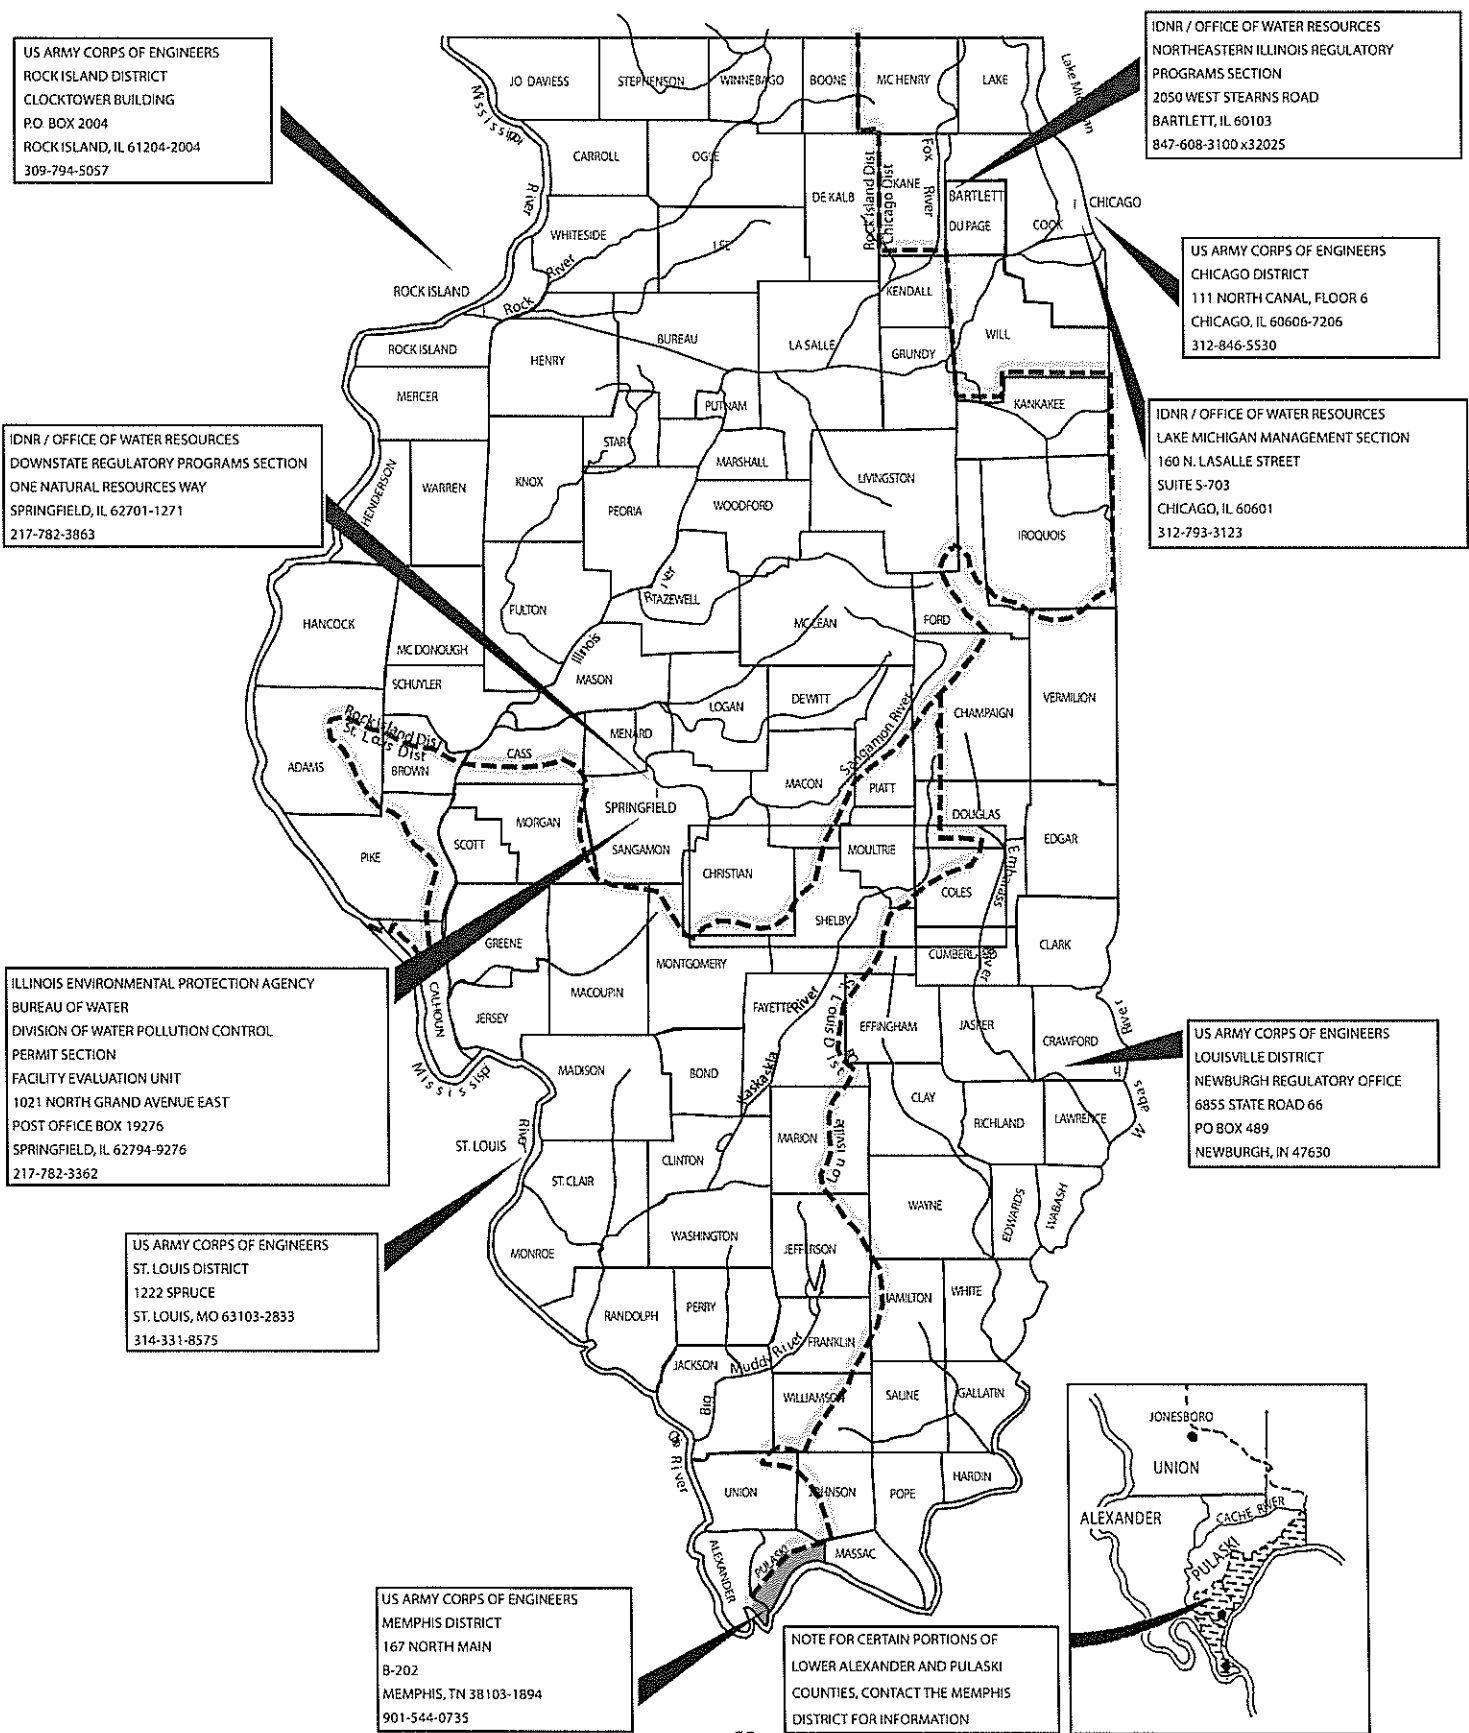 US ARMY CORPS OF ENGINEERS
ROCK ISLAND DISTRICT
CLOCKTOWER BUILDING
P.O. BOX 2004
ROCK ISLAND, IL 61204-2004
309-794-5057
IDNR / OFFICE OF WATER RESOURCES
NORTHEASTERN ILLINOIS REGULATORY
PROGRAMS SECTION
2050 WEST STEARNS ROAD
BARTLETT, IL 60103
847-608-3100 x32025
US ARMY CORPS OF ENGINEERS
CHICAGO DISTRICT
111 NORTH CANAL, FLOOR 6
CHICAGO, IL 60606-7206
312-846-5530
IDNR / OFFICE OF WATER RESOURCES
LAKE MICHIGAN MANAGEMENT SECTION
160 N. LASALLE STREET
SUITE S-703
CHICAGO, IL 60601
312-793-3123
IDNR / OFFICE OF WATER RESOURCES
DOWNSTATE REGULATORY PROGRAMS SECTION
ONE NATURAL RESOURCES WAY
SPRINGFIELD, IL 62701-1271
217-782-3863
ILLINOIS ENVIRONMENTAL PROTECTION AGENCY
BUREAU OF WATER
DIVISION OF WATER POLLUTION CONTROL
PERMIT SECTION
FACILITY EVALUATION UNIT
1021 NORTH GRAND AVENUE EAST
POST OFFICE BOX 19276
SPRINGFIELD, IL 62794-9276
217-782-3362
US ARMY CORPS OF ENGINEERS
LOUISVILLE DISTRICT
NEWBURGH REGULATORY OFFICE
6855 STATE ROAD 66
PO BOX 489
NEWBURGH, IN 47630
US ARMY CORPS OF ENGINEERS
ST. LOUIS DISTRICT
1222 SPRUCE
ST. LOUIS, MO 63103-2833
314-331-8575
US ARMY CORPS OF ENGINEERS
MEMPHIS DISTRICT
167 NORTH MAIN
B-202
MEMPHIS, TN 38103-1894
901-544-0735
NOTE FOR CERTAIN PORTIONS OF
LOWER ALEXANDER AND PULASKI
COUNTIES, CONTACT THE MEMPHIS
DISTRICT FOR INFORMATION
JO DAVIESS
STEPHENSON
WINNEBAGO
BOONE
MC HENRY
LAKE
CARROLL
OGLE
DE KALB
Rock Island Dist
Chicago Dist
KANE
Fox
River
BARTLETT
DU PAGE
COOK
CHICAGO
River
WHITESIDE
LEE
ROCK ISLAND
Rock
River
KENDALL
WILL
ROCK ISLAND
HENRY
BUREAU
LA SALLE
GRUNDY
MERCER
PUTNAM
KANKAKEE
STARK
MARSHALL
HENDERSON
WARREN
KNOX
PEORIA
WOODFORD
LIVINGSTON
IROQUOIS
HANCOCK
FULTON
TAZEWELL
MC LEAN
FORD
MC DONOUGH
Illinois
River
MASON
SCHUYLER
LOGAN
DEWITT
CHAMPAIGN
VERMILION
Rock Island Dist
St. Louis Dist
ADAMS
BROWN
CASS
MENARD
MACON
Sangamon River
PIATT
SPRINGFIELD
DOUGLAS
MORGAN
SCOTT
PIKE
SANGAMON
CHRISTIAN
MOULTRIE
EDGAR
COLES
SHELBY
GREENE
MONTGOMERY
CUMBERLAND
CLARK
River
CALHOUN
MACOUPIN
JERSEY
FAYETTE
Kaskaskia
River
EFFINGHAM
JASPER
CRAWFORD
River
MADISON
BOND
CLAY
RICHLAND
LAWRENCE
ST. LOUIS
River
CLINTON
MARION
ST. CLAIR
WAYNE
EDWARDS
WABASH
WASHINGTON
MONROE
JEFFERSON
HAMILTON
WHITE
RANDOLPH
PERRY
FRANKLIN
JACKSON
Big
Muddy River
WILLIAMSON
SALINE
GALLATIN
River
UNION
JOHNSON
POPE
HARDIN
ALEXANDER
PULASKI
MASSAC
JONESBORO
UNION
ALEXANDER
CACHE RIVER
PULASKI